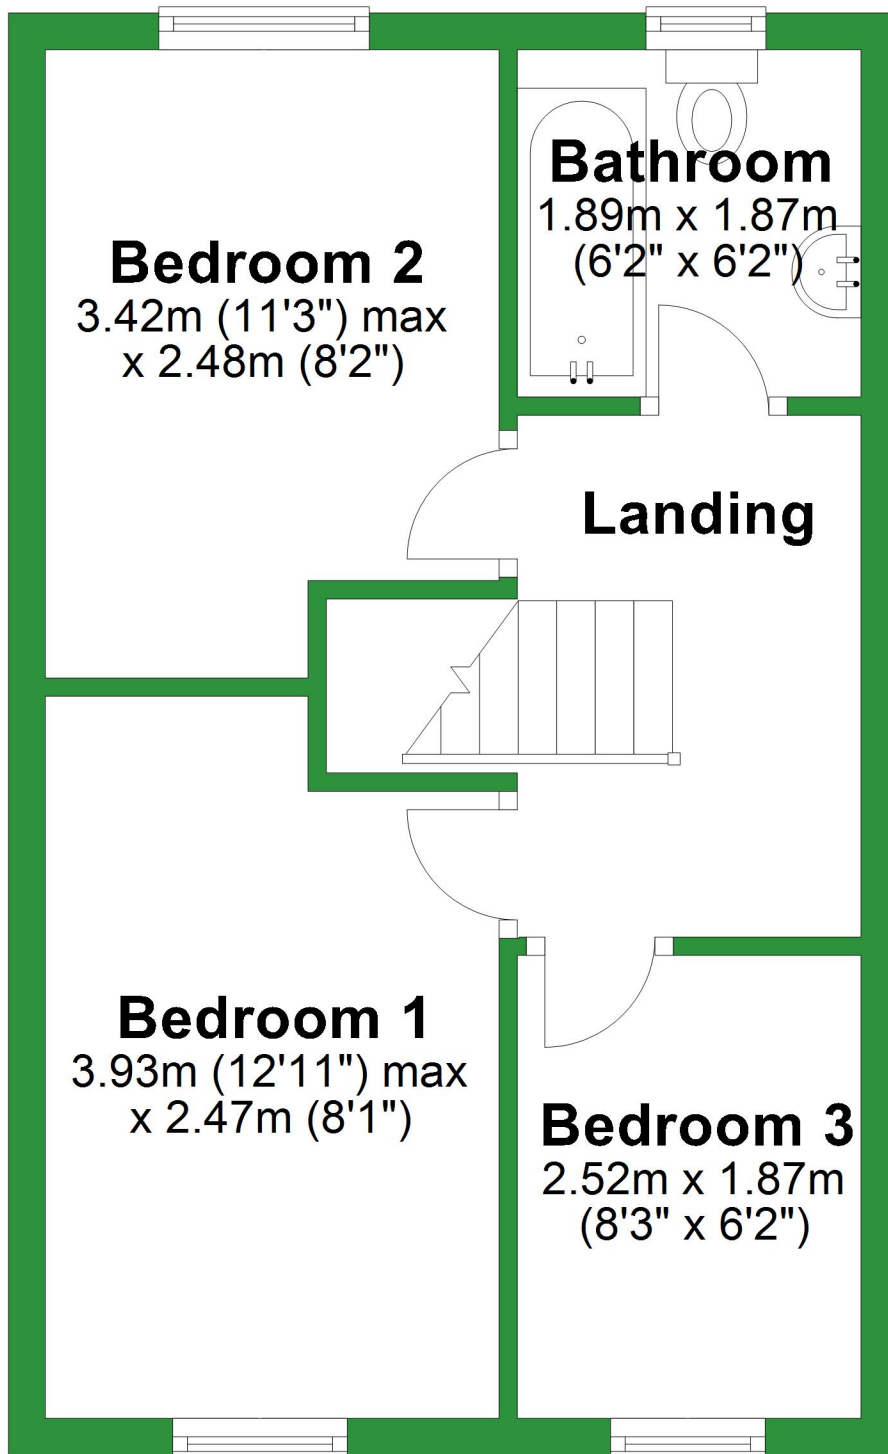 Bathroom
1.89m x 1.87m
(6'2" x 6'2")
Bedroom 2
3.42m (11'3") max
x 2.48m (8'2")
Landing
Bedroom 1
3.93m (12'11") max
x 2.47m (8'1")
Bedroom 3
2.52m x 1.87m
(8'3" x 6'2")